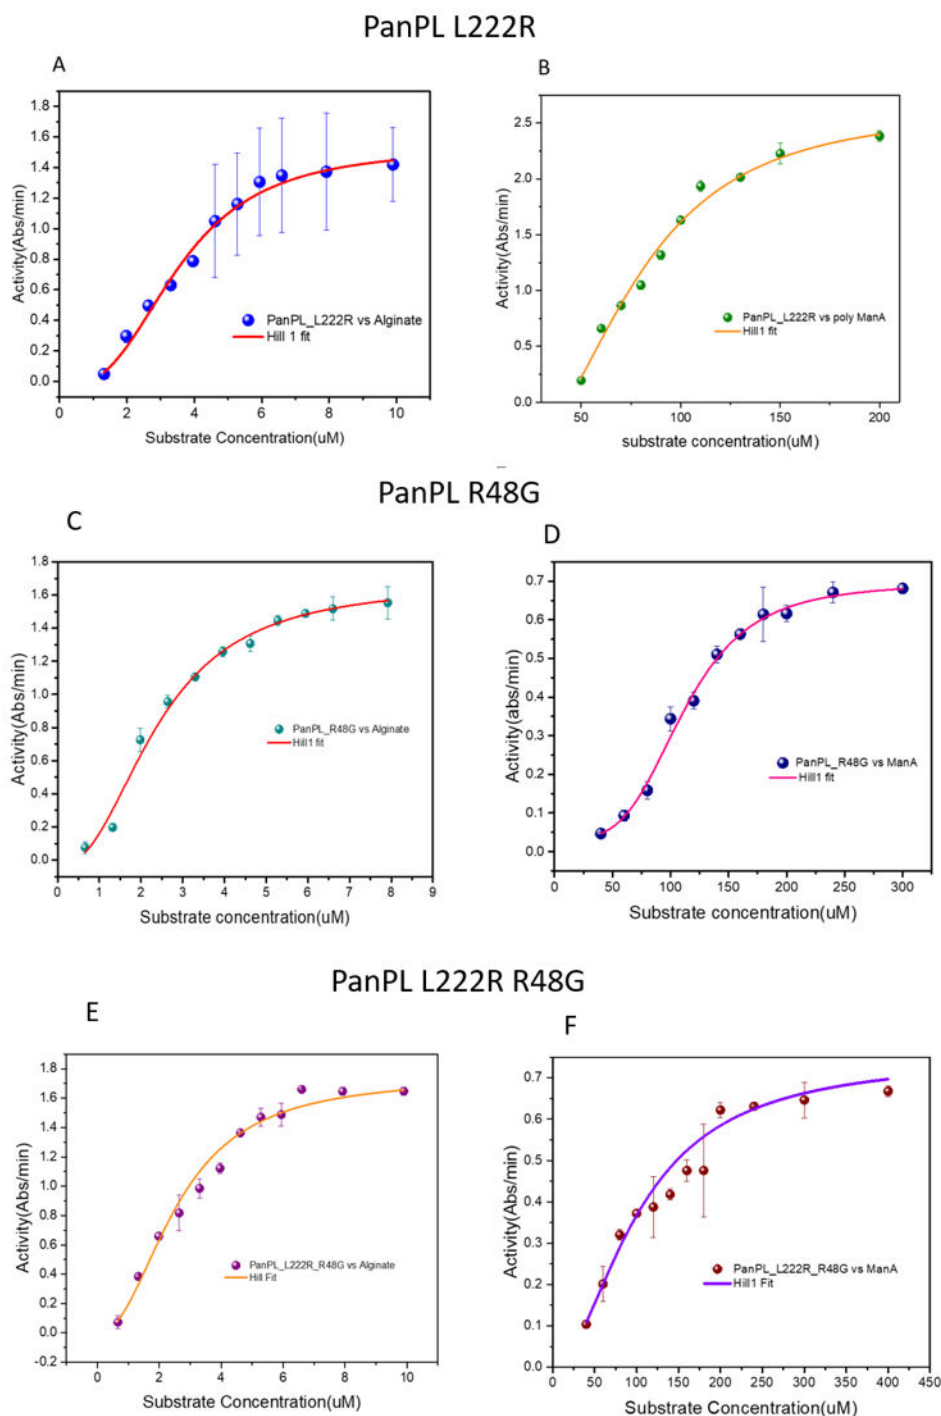 PanPL L222R
A
1.8
1.6
1.4
1.2
1.0
0.8
0.6
0.4
0.2
0.0
0 2 4 6 8 10
Activity(Abs/min)
Substrate Concentration(uM)
PanPL_L222R vs Alginate
Hill 1 fit
B
2.5
2.0
1.5
1.0
0.5
0.0
50 100 150 200
Activity(Abs/min)
substrate concentration(uM)
PanPL_L222R vs poly ManA
Hill1 fit
PanPL R48G
C
1.8
1.6
1.4
1.2
1.0
0.8
0.6
0.4
0.2
0.0
0 1 2 3 4 5 6 7 8 9
Activity(Abs/min)
Substrate concentration(uM)
PanPL_R48G vs Alginate
Hill1 fit
D
0.7
0.6
0.5
0.4
0.3
0.2
0.1
0.0
0 50 100 150 200 250 300
Activity(abs/min)
Substrate concentration(uM)
PanPL_R48G vs ManA
Hill1 fit
PanPL L222R R48G
E
1.8
1.6
1.4
1.2
1.0
0.8
0.6
0.4
0.2
0.0
-0.2
0 2 4 6 8 10
Activity(Abs/min)
Substrate Concentration(uM)
PanPL_L222R_R48G vs Alginate
Hill Fit
F
0.7
0.6
0.5
0.4
0.3
0.2
0.1
0.0
0 50 100 150 200 250 300 350 400 450
Activity(Abs/min)
Substrate Concentration(uM)
PanPL_L222R_R48G vs ManA
Hill1 Fit